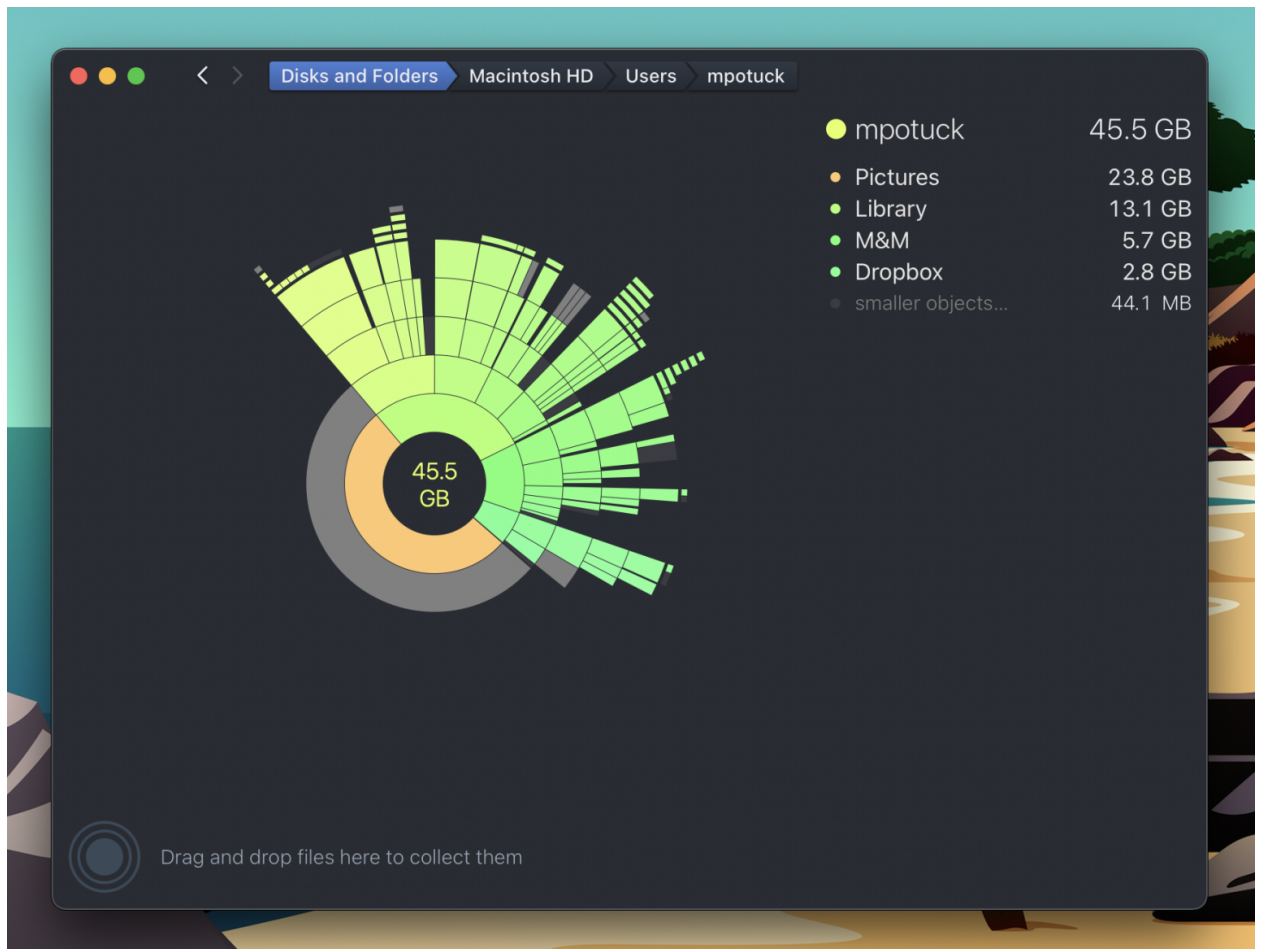 Disks and Folders Macintosh HD Users mpotuck
mpotuck 45.5 GB
Pictures 23.8 GB
Library 13.1 GB
M&M 5.7 GB
Dropbox 2.8 GB
smaller objects... 44.1 MB
45.5
GB
Drag and drop files here to collect them